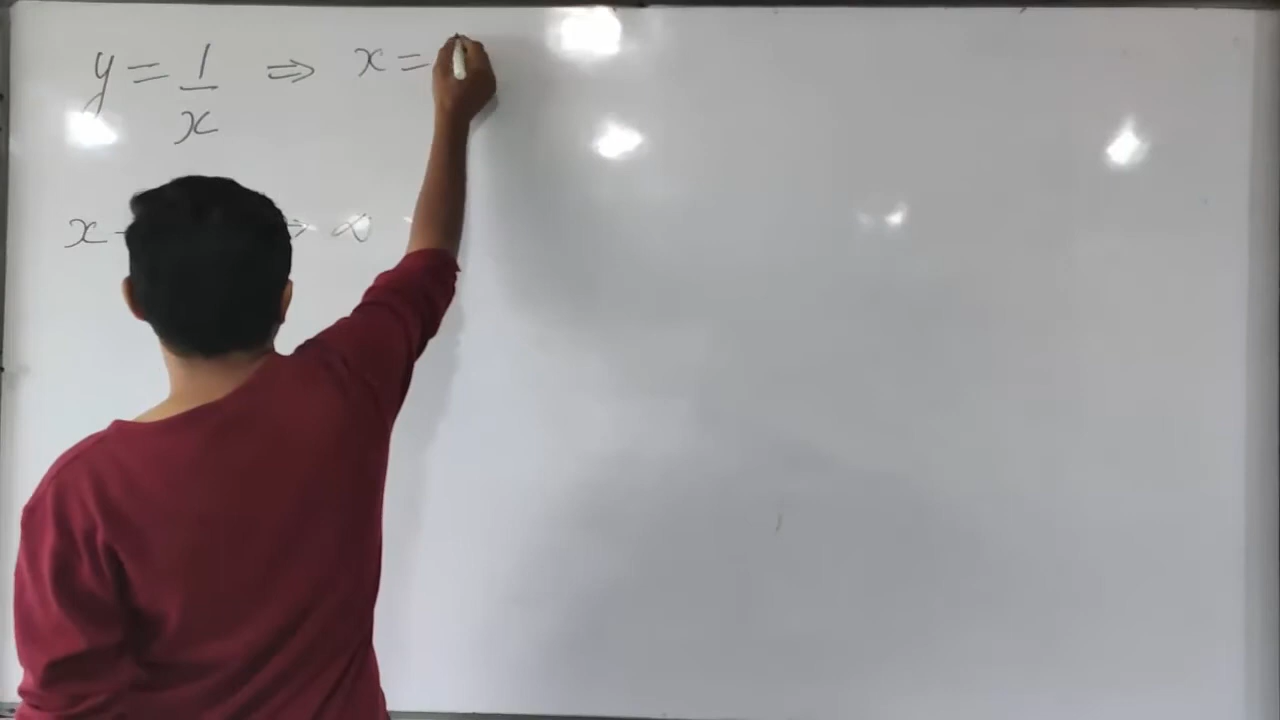 y = 1/x ⇒ x =
x → ∞